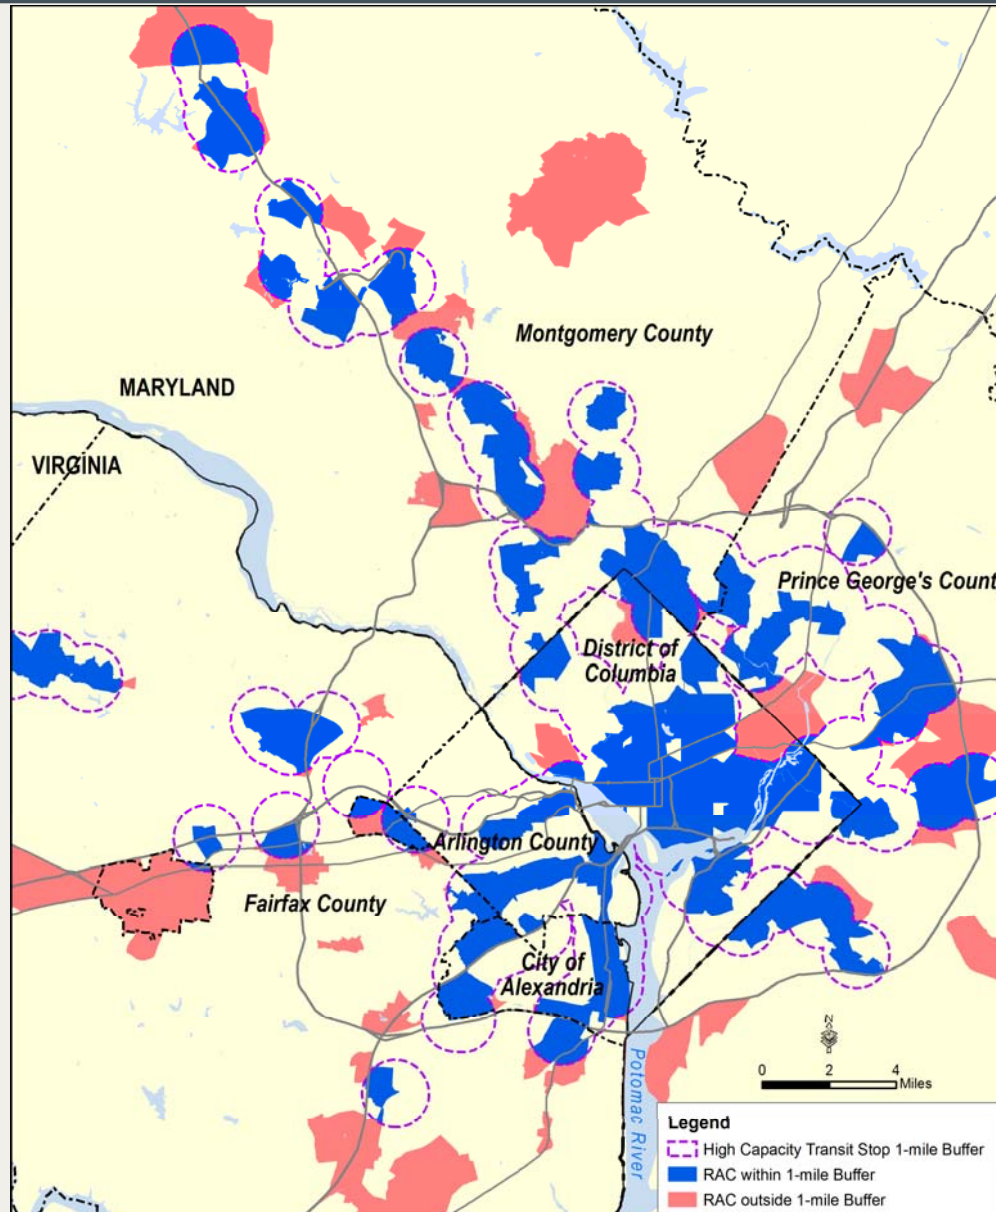 Montgomery County
MARYLAND
VIRGINIA
Prince George's Count
District of
Columbia
Arlington County
Fairfax County
City of
Alexandria
Potomac River
N
0 2 4
Miles
Legend
High Capacity Transit Stop 1-mile Buffer
RAC within 1-mile Buffer
RAC outside 1-mile Buffer